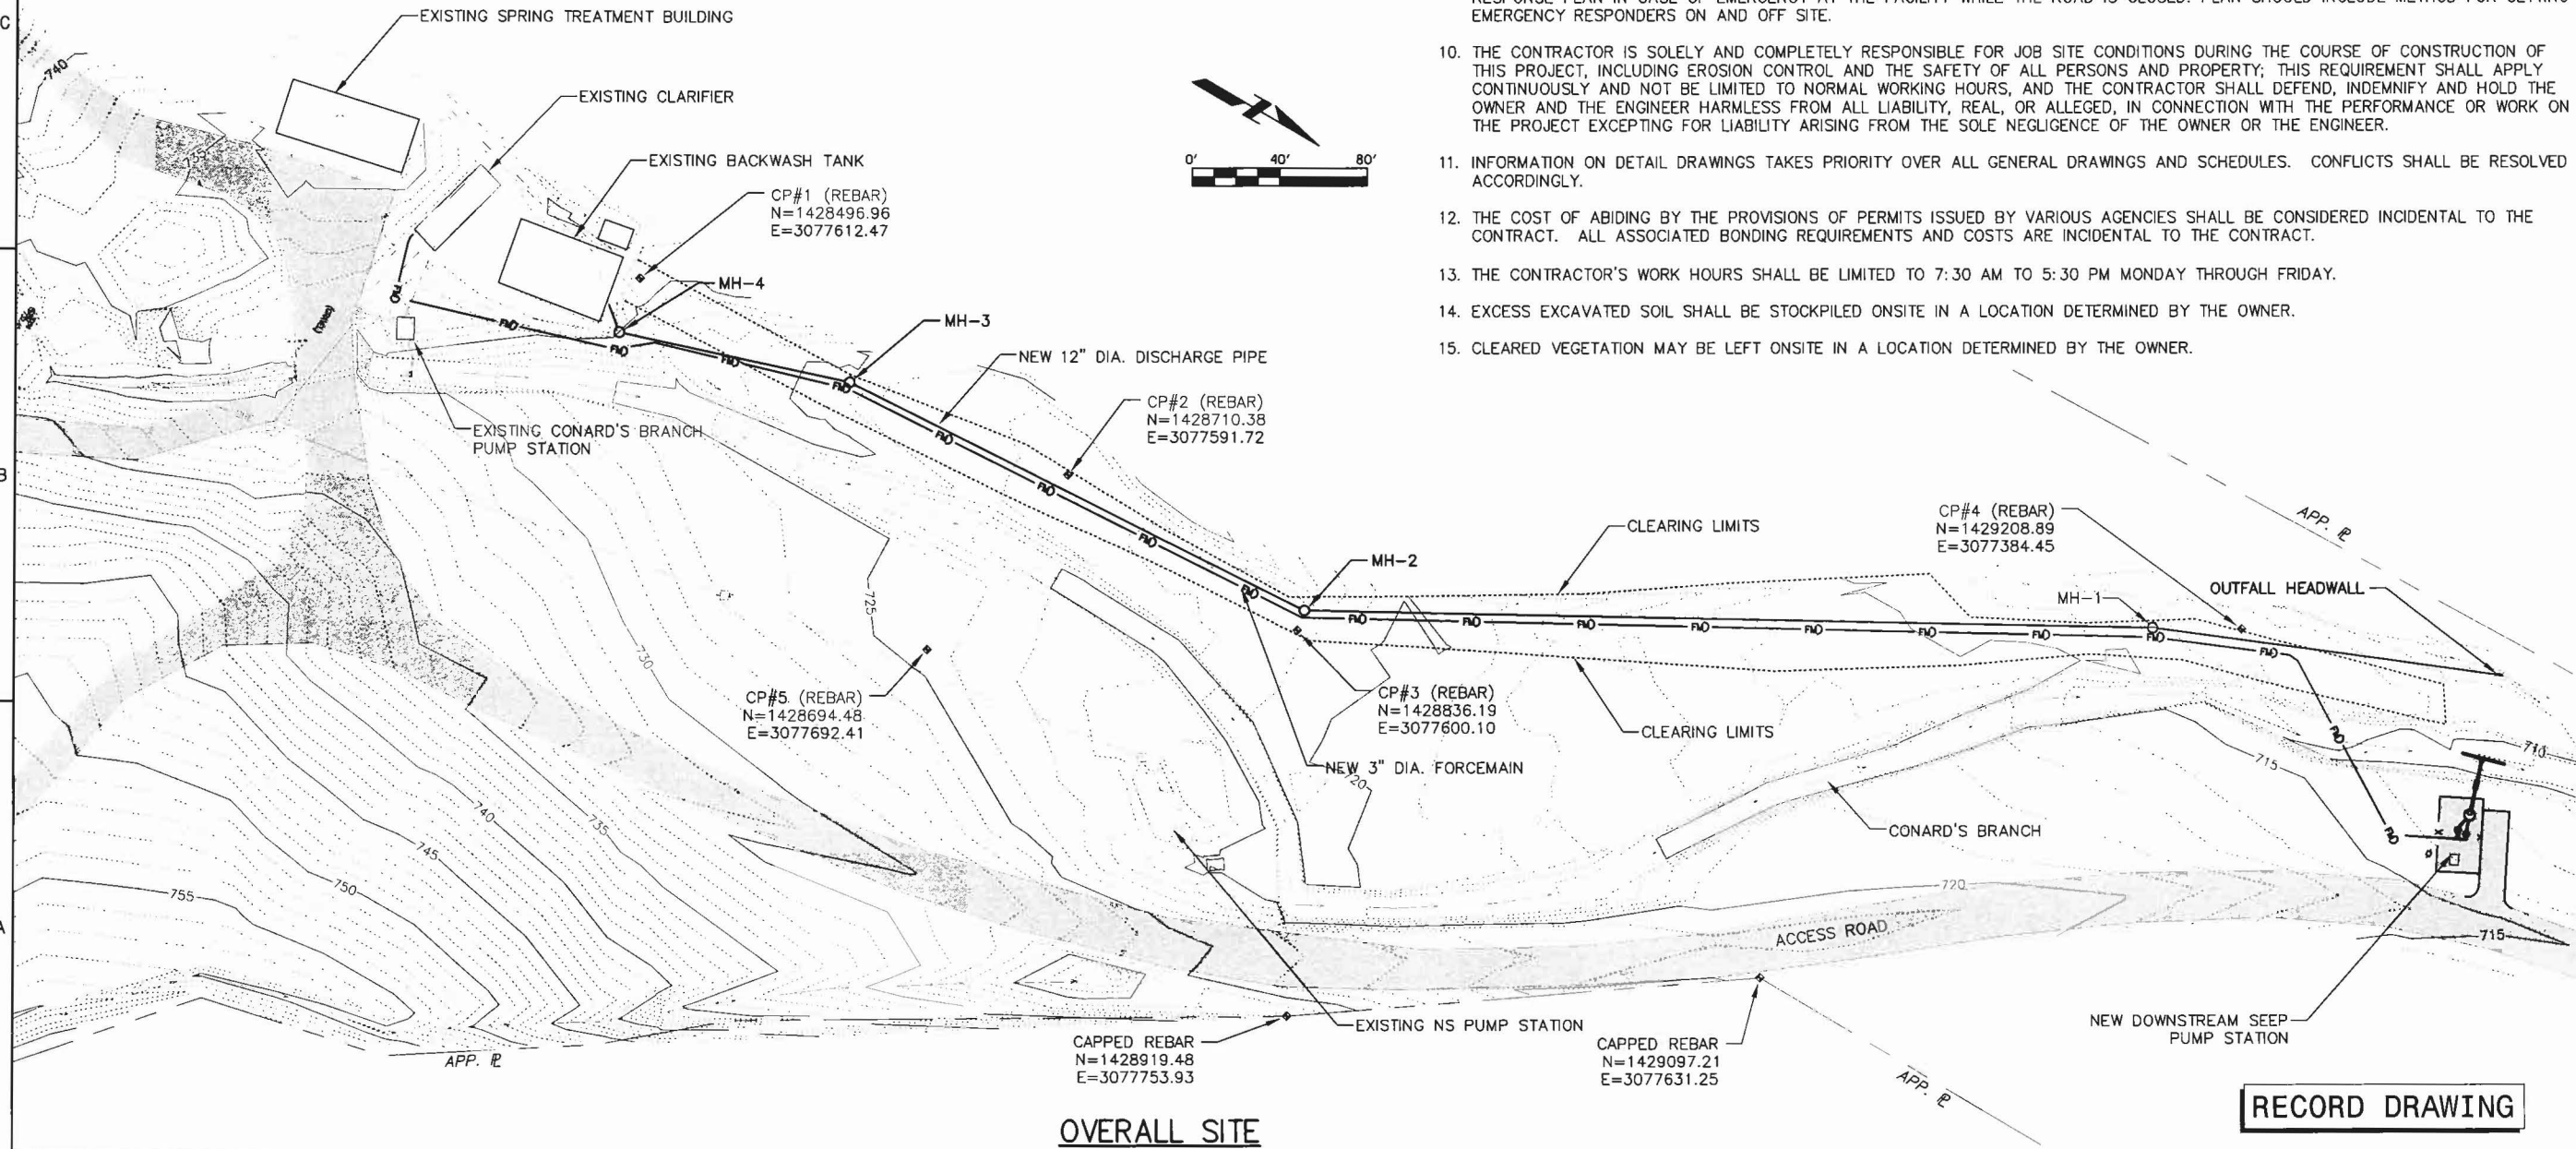 C
B
A
EMERGENCY RESPONDERS ON AND OFF SITE.
10. THE CONTRACTOR IS SOLELY AND COMPLETELY RESPONSIBLE FOR JOB SITE CONDITIONS DURING THE COURSE OF CONSTRUCTION OF
THIS PROJECT, INCLUDING EROSION CONTROL AND THE SAFETY OF ALL PERSONS AND PROPERTY; THIS REQUIREMENT SHALL APPLY
CONTINUOUSLY AND NOT BE LIMITED TO NORMAL WORKING HOURS, AND THE CONTRACTOR SHALL DEFEND, INDEMNIFY AND HOLD THE
OWNER AND THE ENGINEER HARMLESS FROM ALL LIABILITY, REAL, OR ALLEGED, IN CONNECTION WITH THE PERFORMANCE OR WORK ON
THE PROJECT EXCEPTING FOR LIABILITY ARISING FROM THE SOLE NEGLIGENCE OF THE OWNER OR THE ENGINEER.
11. INFORMATION ON DETAIL DRAWINGS TAKES PRIORITY OVER ALL GENERAL DRAWINGS AND SCHEDULES. CONFLICTS SHALL BE RESOLVED
ACCORDINGLY.
12. THE COST OF ABIDING BY THE PROVISIONS OF PERMITS ISSUED BY VARIOUS AGENCIES SHALL BE CONSIDERED INCIDENTAL TO THE
CONTRACT. ALL ASSOCIATED BONDING REQUIREMENTS AND COSTS ARE INCIDENTAL TO THE CONTRACT.
13. THE CONTRACTOR'S WORK HOURS SHALL BE LIMITED TO 7:30 AM TO 5:30 PM MONDAY THROUGH FRIDAY.
14. EXCESS EXCAVATED SOIL SHALL BE STOCKPILED ONSITE IN A LOCATION DETERMINED BY THE OWNER.
15. CLEARED VEGETATION MAY BE LEFT ONSITE IN A LOCATION DETERMINED BY THE OWNER.
EXISTING SPRING TREATMENT BUILDING
740
EXISTING CLARIFIER
755
EXISTING BACKWASH TANK
0' 40' 80'
CP#1 (REBAR)
N=1428496.96
E=3077612.47
MH-4
MH-3
NEW 12" DIA. DISCHARGE PIPE
CP#2 (REBAR)
N=1428710.38
E=3077591.72
EXISTING CONARD'S BRANCH
PUMP STATION
CLEARING LIMITS
CP#4 (REBAR)
N=1429208.89
E=3077384.45
APP. PL
MH-2
OUTFALL HEADWALL
MH-1
725
730
CP#5 (REBAR)
N=1428694.48
E=3077692.41
CP#3 (REBAR)
N=1428836.19
E=3077600.10
CLEARING LIMITS
NEW 3" DIA. FORCEMAIN
720
710
715
CONARD'S BRANCH
740
735
745
750
755
720
ACCESS ROAD
715
EXISTING NS PUMP STATION
NEW DOWNSTREAM SEEP
PUMP STATION
CAPPED REBAR
N=1428919.48
E=3077753.93
CAPPED REBAR
N=1429097.21
E=3077631.25
APP. PL
APP. PL
OVERALL SITE
RECORD DRAWING